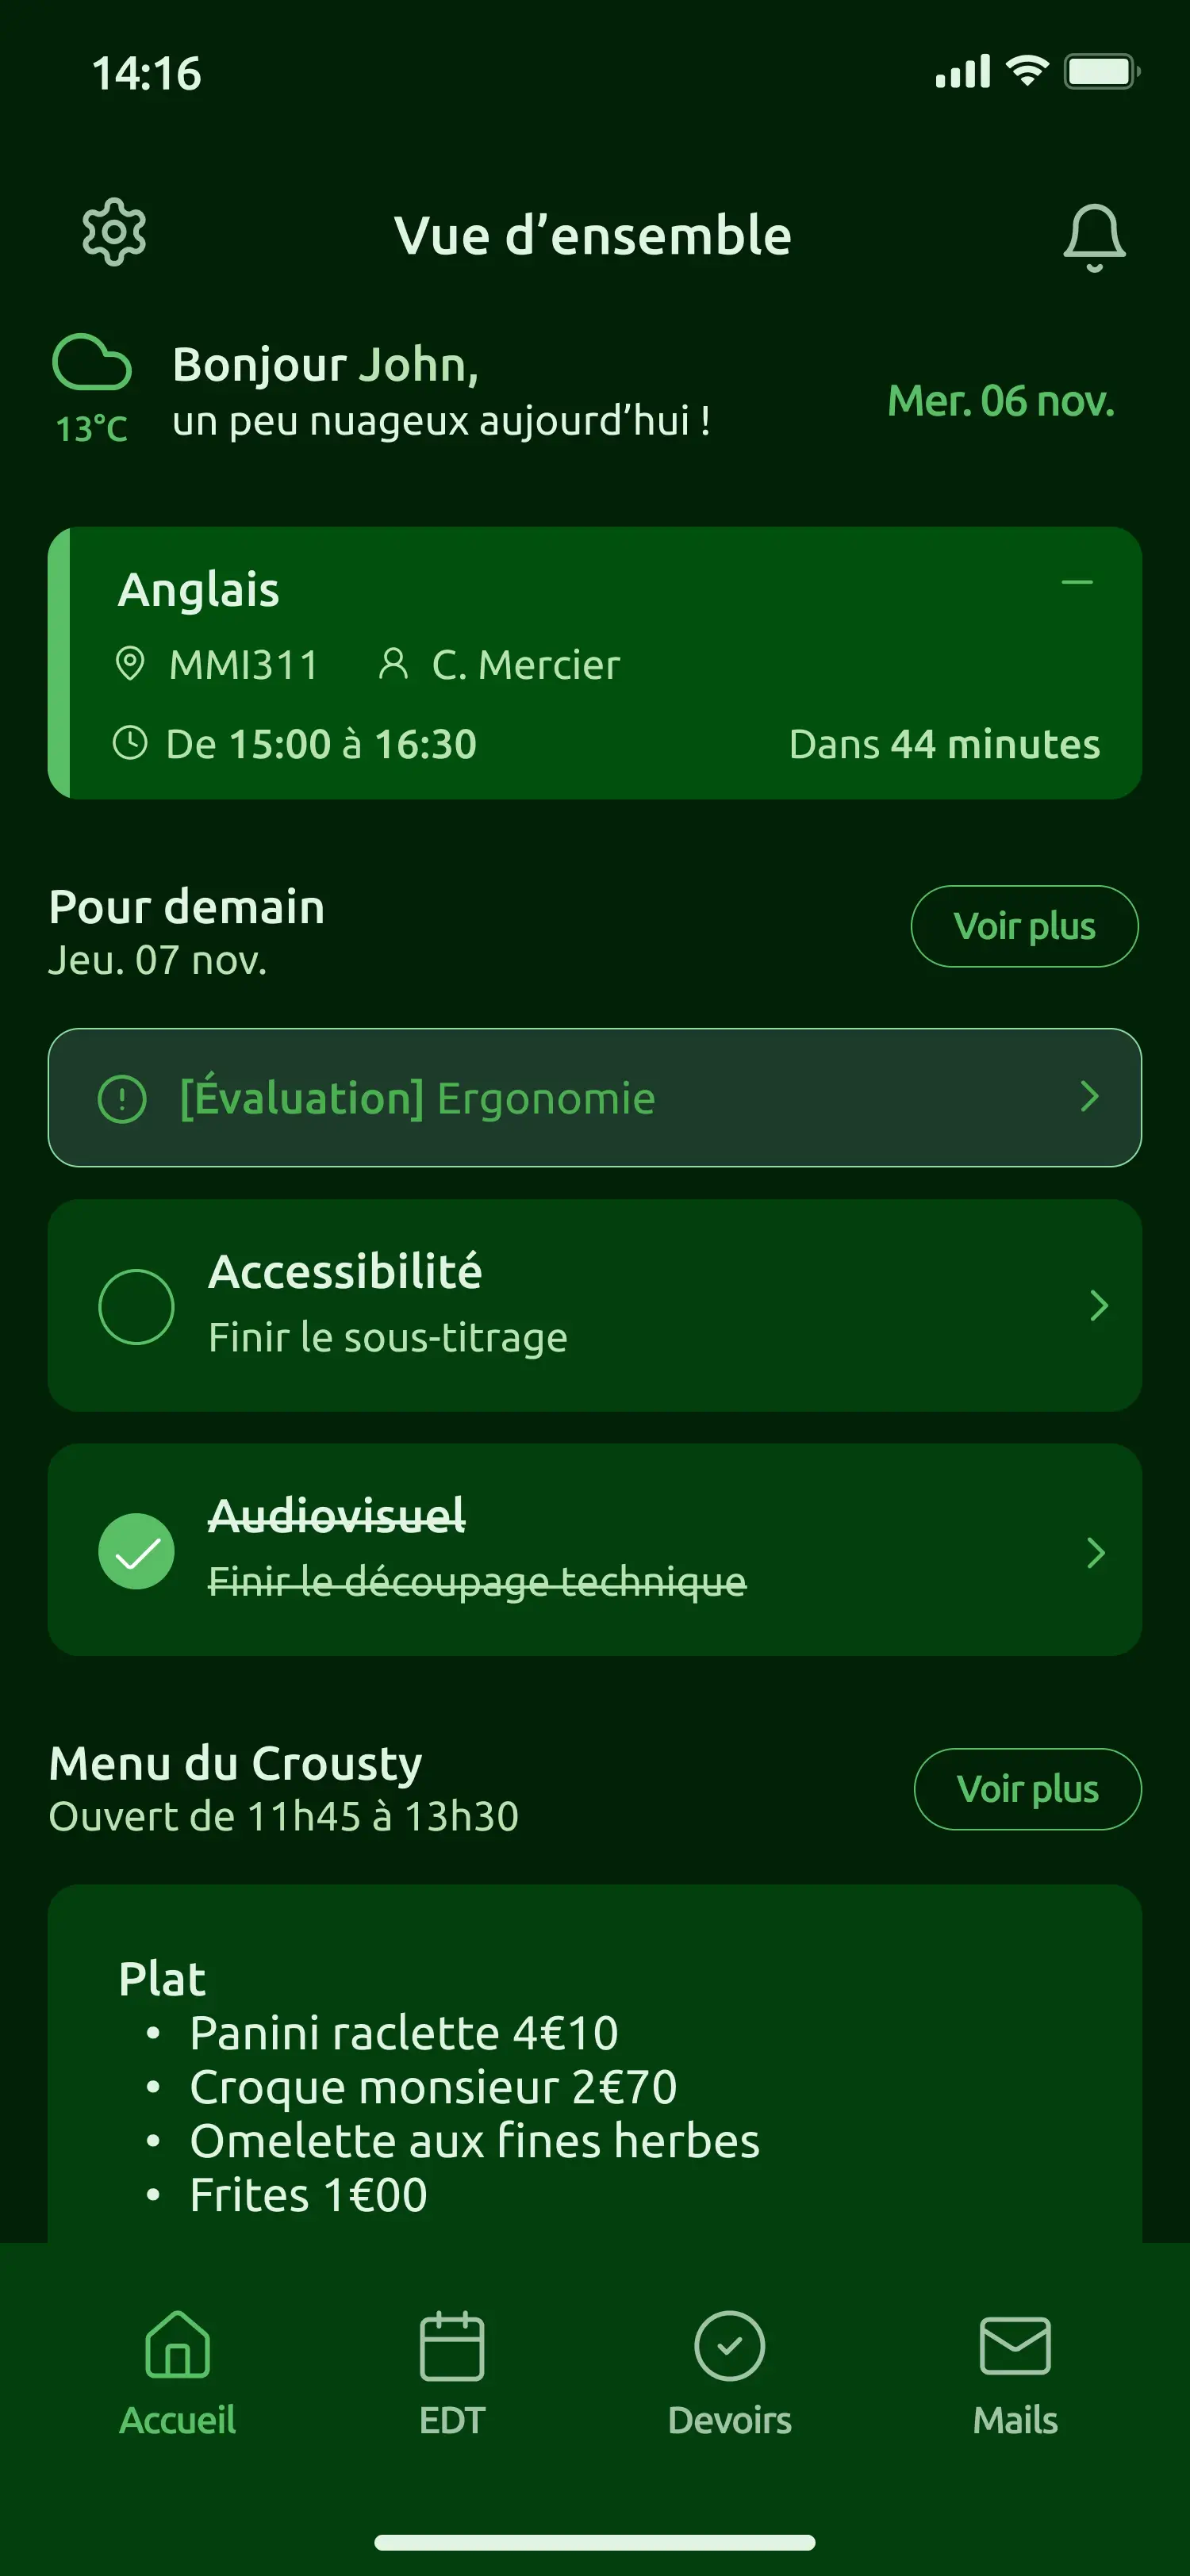 14:16
Vue d’ensemble
Bonjour John,
un peu nuageux aujourd’hui !
13°C
Mer. 06 nov.
Anglais
MMI311 C. Mercier
De 15:00 à 16:30 Dans 44 minutes
Pour demain
Jeu. 07 nov.
Voir plus
[Évaluation] Ergonomie
Accessibilité
Finir le sous-titrage
Audiovisuel
Finir le découpage technique
Menu du Crousty
Ouvert de 11h45 à 13h30
Voir plus
Plat
• Panini raclette 4€10
• Croque monsieur 2€70
• Omelette aux fines herbes
• Frites 1€00
Accueil EDT Devoirs Mails